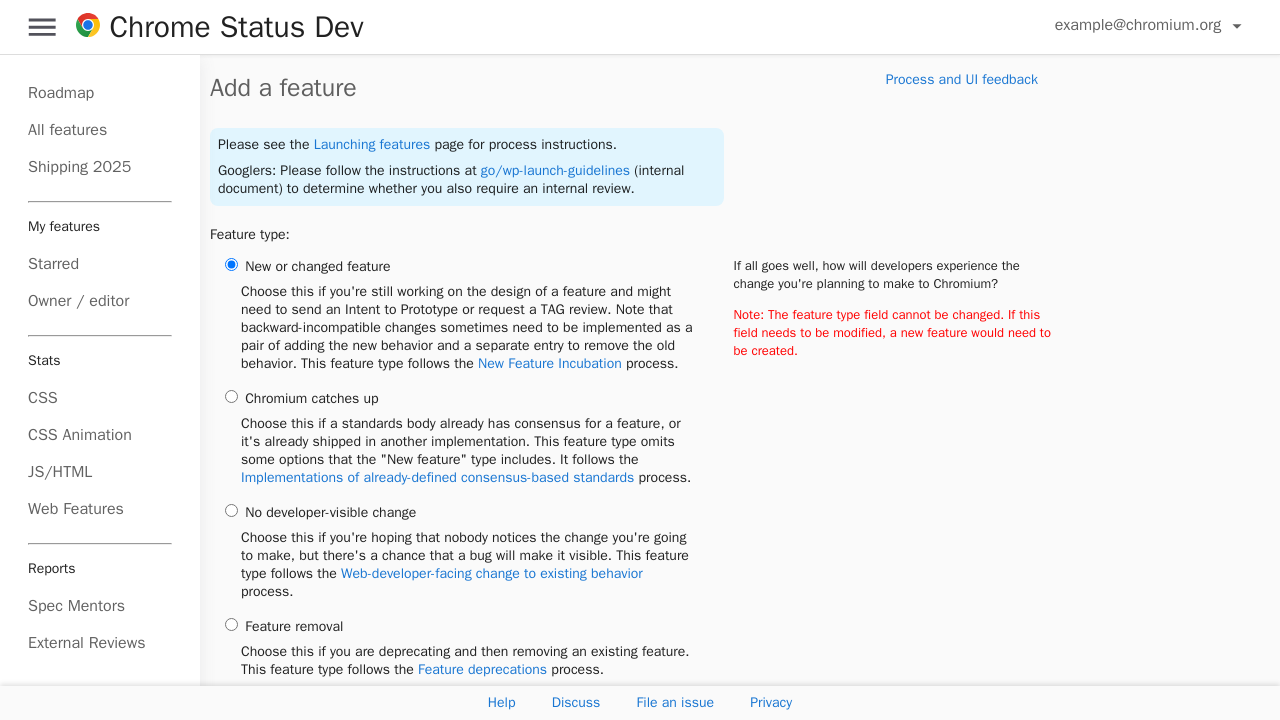 Chrome Status Dev
example@chromium.org
Roadmap
All features
Shipping 2025
My features
Starred
Owner / editor
Stats
CSS
CSS Animation
JS/HTML
Web Features
Reports
Spec Mentors
External Reviews
Add a feature
Process and UI feedback
Please see the Launching features page for process instructions.
Googlers: Please follow the instructions at go/wp-launch-guidelines (internal
document) to determine whether you also require an internal review.
Feature type:
New or changed feature
Choose this if you're still working on the design of a feature and might
need to send an Intent to Prototype or request a TAG review. Note that
backward-incompatible changes sometimes need to be implemented as a
pair of adding the new behavior and a separate entry to remove the old
behavior. This feature type follows the New Feature Incubation process.
Chromium catches up
Choose this if a standards body already has consensus for a feature, or
it's already shipped in another implementation. This feature type omits
some options that the "New feature" type includes. It follows the
Implementations of already-defined consensus-based standards process.
No developer-visible change
Choose this if you're hoping that nobody notices the change you're going
to make, but there's a chance that a bug will make it visible. This feature
type follows the Web-developer-facing change to existing behavior
process.
Feature removal
Choose this if you are deprecating and then removing an existing feature.
This feature type follows the Feature deprecations process.
If all goes well, how will developers experience the
change you're planning to make to Chromium?
Note: The feature type field cannot be changed. If this
field needs to be modified, a new feature would need to
be created.
Help
Discuss
File an issue
Privacy